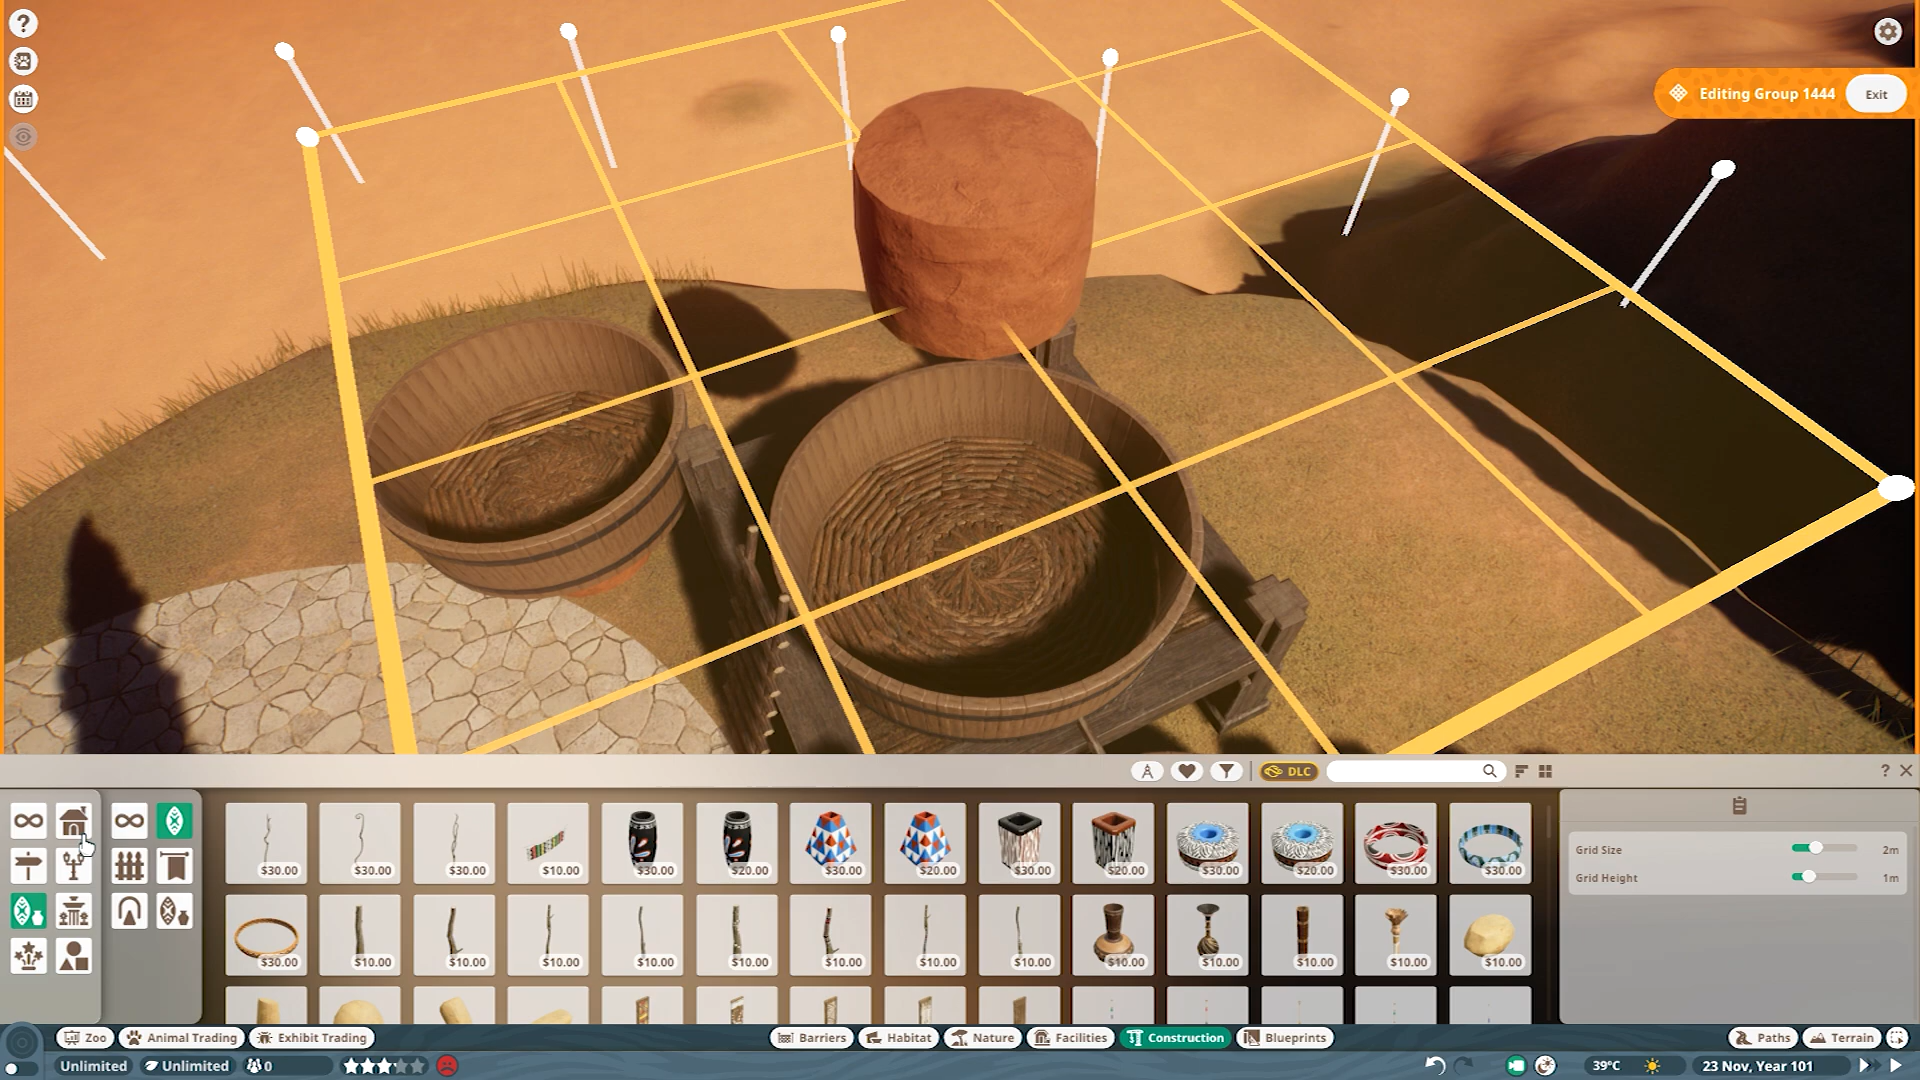 Editing Group 1444
Exit
DLC
$30.00 $30.00 $30.00 $10.00 $30.00 $20.00 $30.00 $20.00 $30.00 $20.00 $30.00 $20.00 $30.00 $30.00
$30.00 $10.00 $10.00 $10.00 $10.00 $20.00 $10.00 $10.00 $10.00 $10.00 $10.00 $10.00 $10.00 $10.00
Grid Size 2m
Grid Height 1m
Zoo Animal Trading Exhibit Trading Barriers Habitat Nature Facilities Construction Blueprints Paths Terrain
Unlimited Unlimited 0 39°C 23 Nov, Year 101